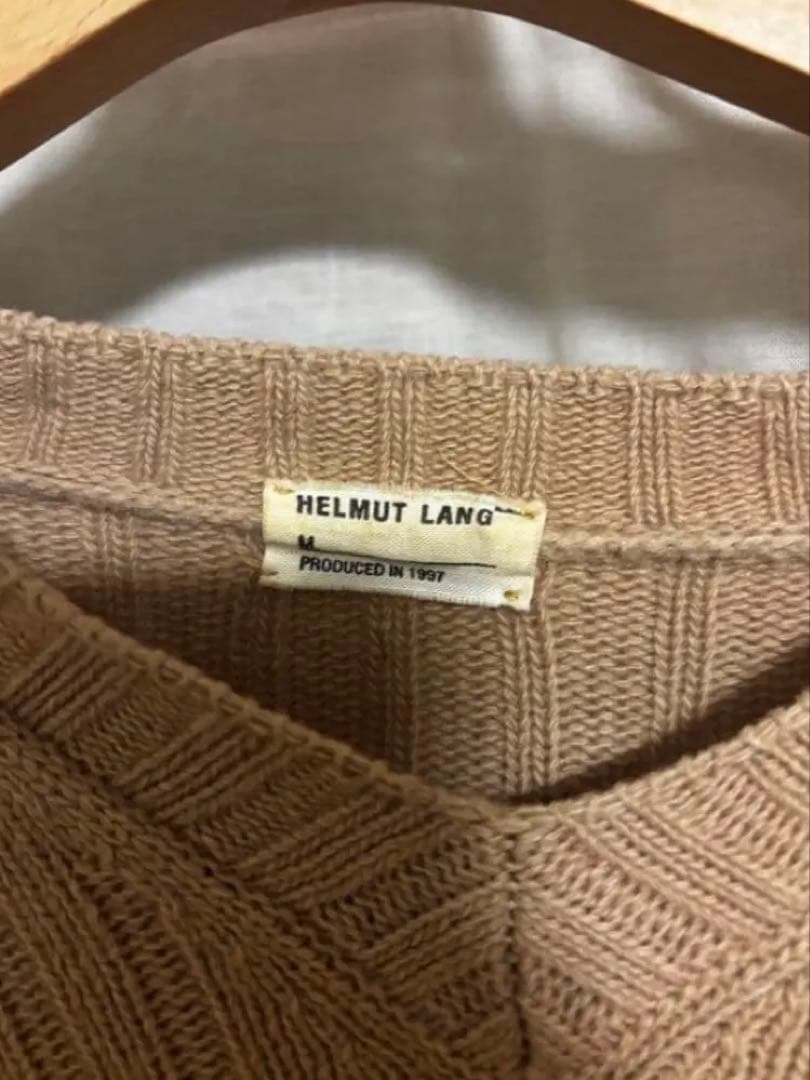 HELMUT LANG
M
PRODUCED IN 1997